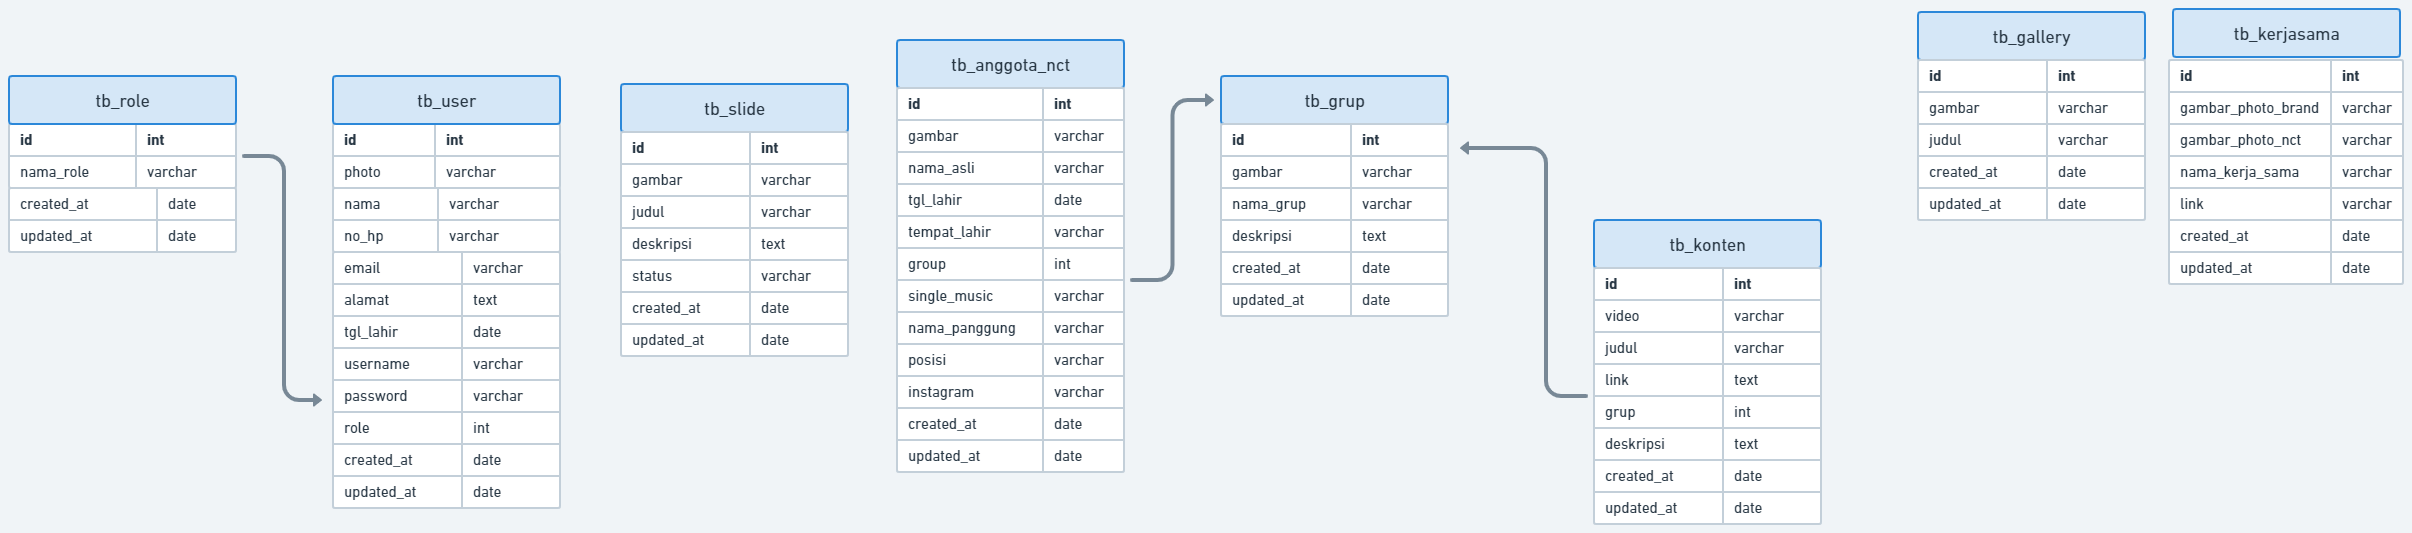 tb_role
id int
nama_role varchar
created_at date
updated_at date
tb_user
id int
photo varchar
nama varchar
no_hp varchar
email varchar
alamat text
tgl_lahir date
username varchar
password varchar
role int
created_at date
updated_at date
tb_slide
id int
gambar varchar
judul varchar
deskripsi text
status varchar
created_at date
updated_at date
tb_anggota_nct
id int
gambar varchar
nama_asli varchar
tgl_lahir date
tempat_lahir varchar
group int
single_music varchar
nama_panggung varchar
posisi varchar
instagram varchar
created_at date
updated_at date
tb_grup
id int
gambar varchar
nama_grup varchar
deskripsi text
created_at date
updated_at date
tb_konten
id int
video varchar
judul varchar
link text
grup int
deskripsi text
created_at date
updated_at date
tb_gallery
id int
gambar varchar
judul varchar
created_at date
updated_at date
tb_kerjasama
id int
gambar_photo_brand varchar
gambar_photo_nct varchar
nama_kerja_sama varchar
link varchar
created_at date
updated_at date